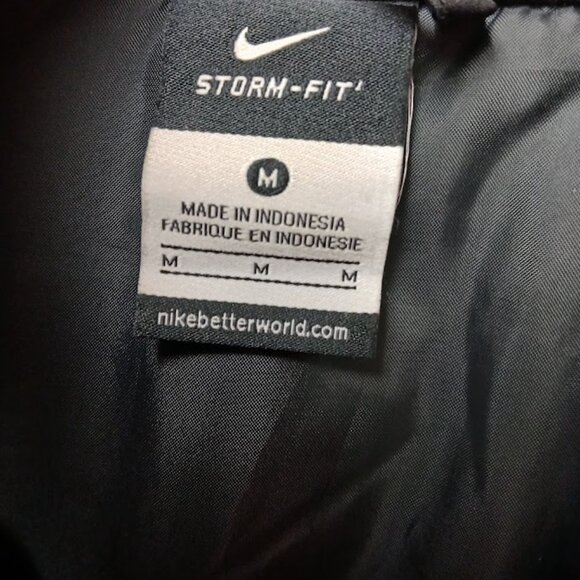 STORM-FIT
M
MADE IN INDONESIA
FABRIQUE EN INDONESIE
M M M
nikebetterworld.com